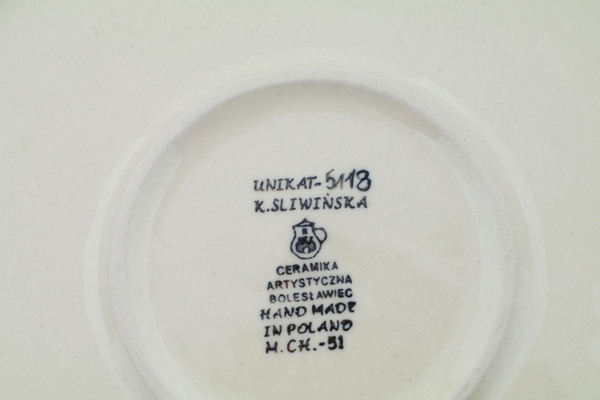 UNIKAT-5118
K.SLIWIŃSKA
CERAMIKA
ARTYSTYCZNA
BOLESŁAWIEC
HAND MADE
IN POLAND
M.CH.-51